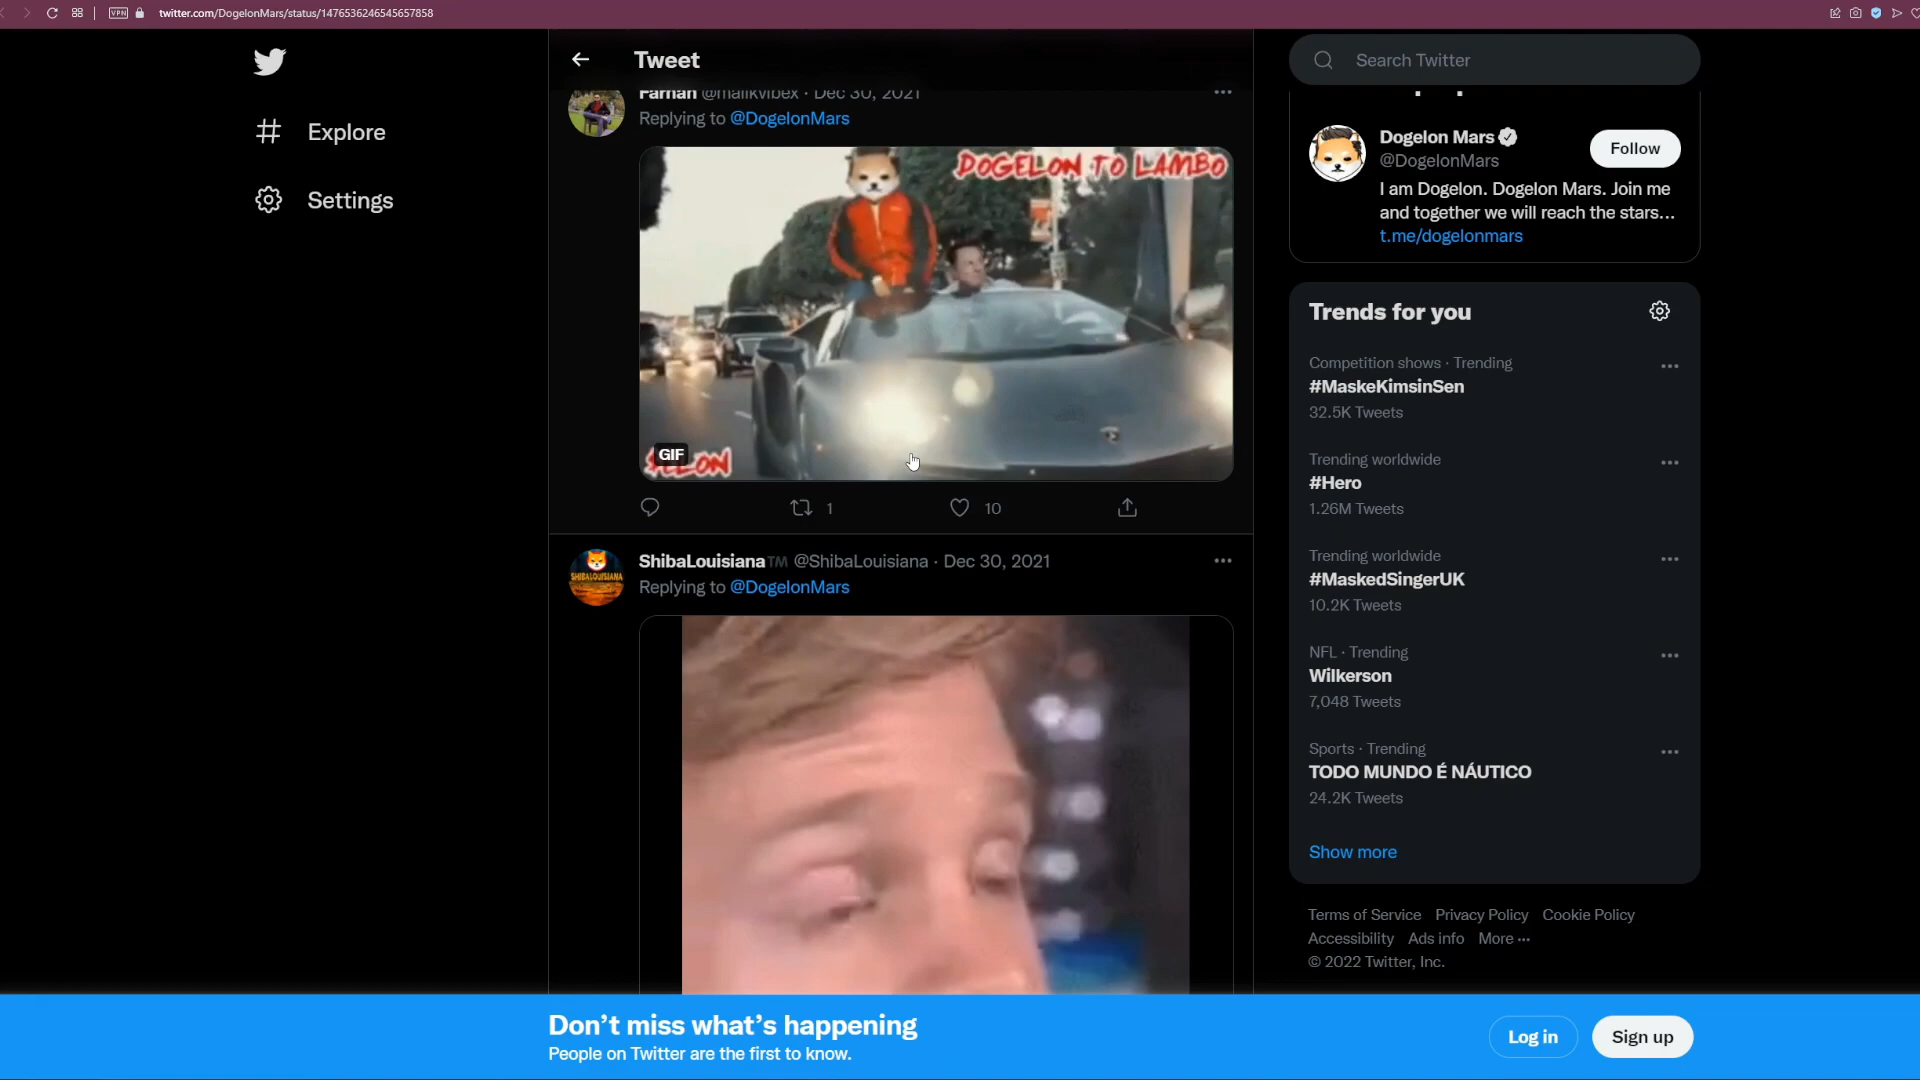 VPN
twitter.com/DogelonMars/status/1476536246545657858
Tweet
Explore
Settings
Farhan @malikvibex · Dec 30, 2021
Replying to @DogelonMars
DOGELON TO LAMBO
GIF
$ELON
1
10
ShibaLouisiana™ @ShibaLouisiana · Dec 30, 2021
Replying to @DogelonMars
SHIBALOUISIANA
Search Twitter
Dogelon Mars
@DogelonMars
Follow
I am Dogelon. Dogelon Mars. Join me
and together we will reach the stars...
t.me/dogelonmars
Trends for you
Competition shows · Trending
#MaskeKimsinSen
32.5K Tweets
Trending worldwide
#Hero
1.26M Tweets
Trending worldwide
#MaskedSingerUK
10.2K Tweets
NFL · Trending
Wilkerson
7,048 Tweets
Sports · Trending
TODO MUNDO É NÁUTICO
24.2K Tweets
Show more
Terms of Service Privacy Policy Cookie Policy
Accessibility Ads info More ···
© 2022 Twitter, Inc.
Don't miss what's happening
People on Twitter are the first to know.
Log in
Sign up